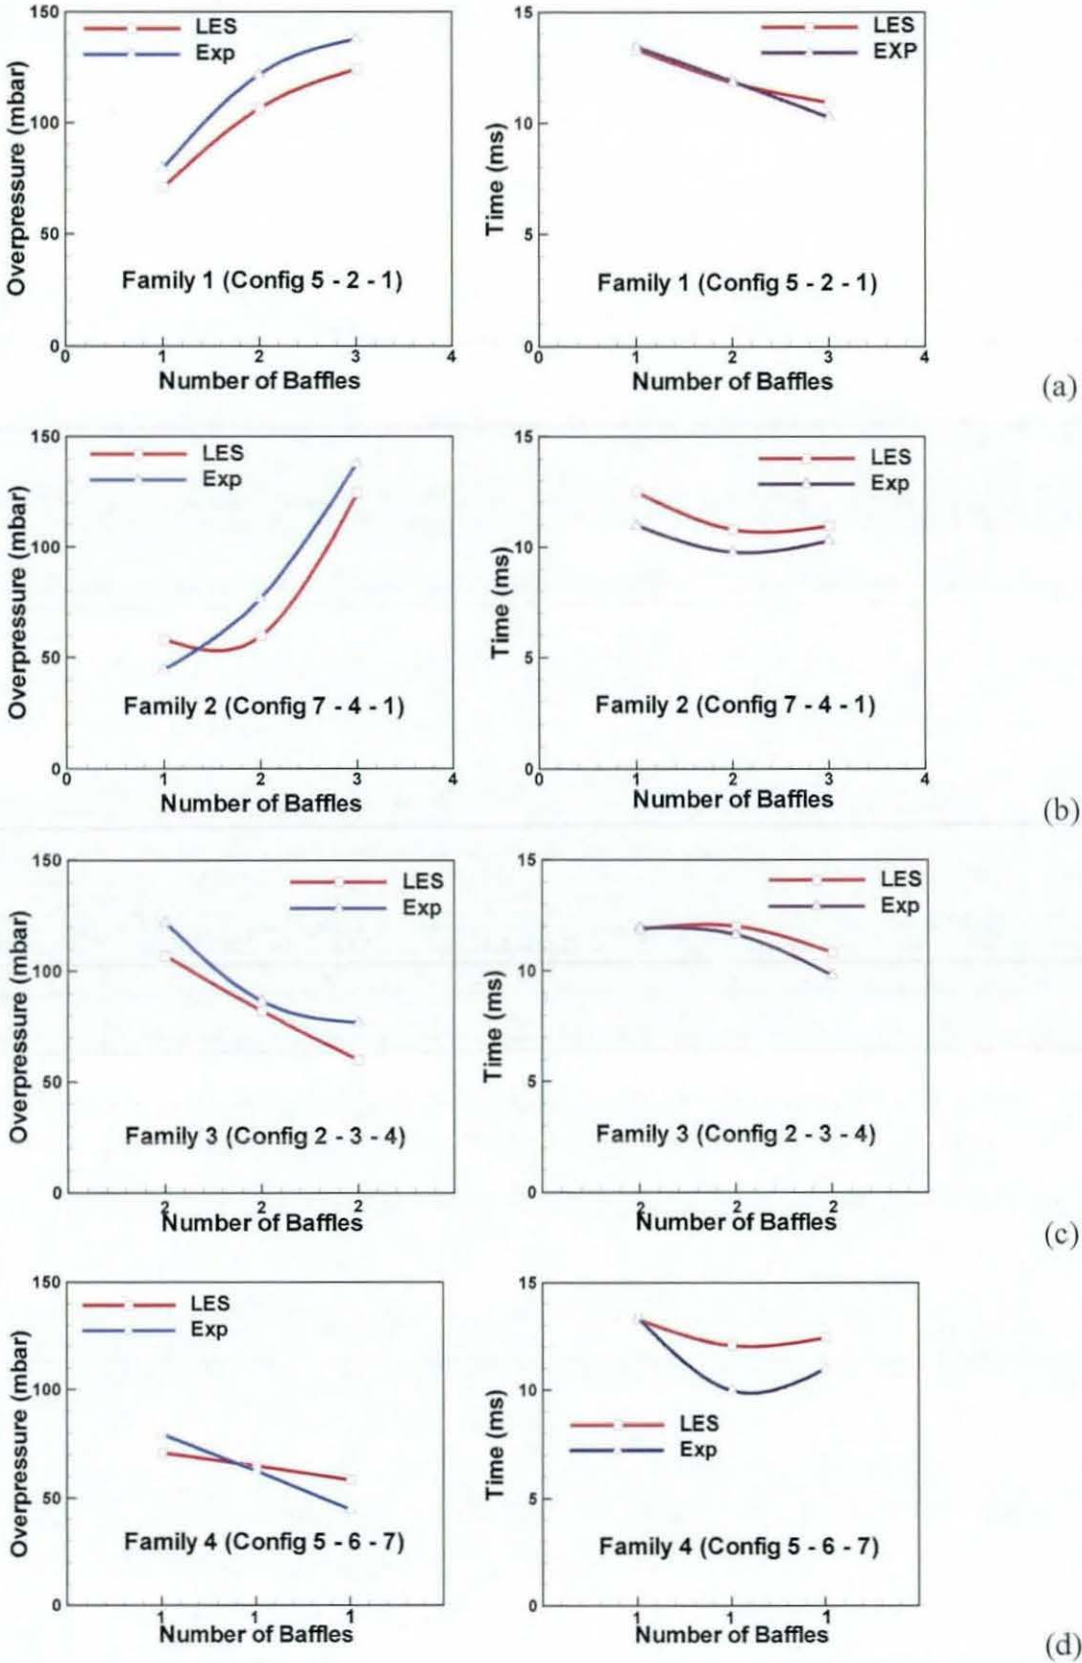 150
100
50
0
0
1
2
3
4
Overpressure (mbar)
LES
Exp
Family 1 (Config 5 - 2 - 1)
Number of Baffles
15
10
5
0
0
1
2
3
4
Time (ms)
LES
EXP
Family 1 (Config 5 - 2 - 1)
Number of Baffles
(a)
150
100
50
0
0
1
2
3
4
Overpressure (mbar)
LES
Exp
Family 2 (Config 7 - 4 - 1)
Number of Baffles
15
10
5
0
0
1
2
3
4
Time (ms)
LES
Exp
Family 2 (Config 7 - 4 - 1)
Number of Baffles
(b)
150
100
50
0
2
2
2
Overpressure (mbar)
LES
Exp
Family 3 (Config 2 - 3 - 4)
Number of Baffles
15
10
5
0
2
2
2
Time (ms)
LES
Exp
Family 3 (Config 2 - 3 - 4)
Number of Baffles
(c)
150
100
50
0
1
1
1
Overpressure (mbar)
LES
Exp
Family 4 (Config 5 - 6 - 7)
Number of Baffles
15
10
5
0
1
1
1
Time (ms)
LES
Exp
Family 4 (Config 5 - 6 - 7)
Number of Baffles
(d)